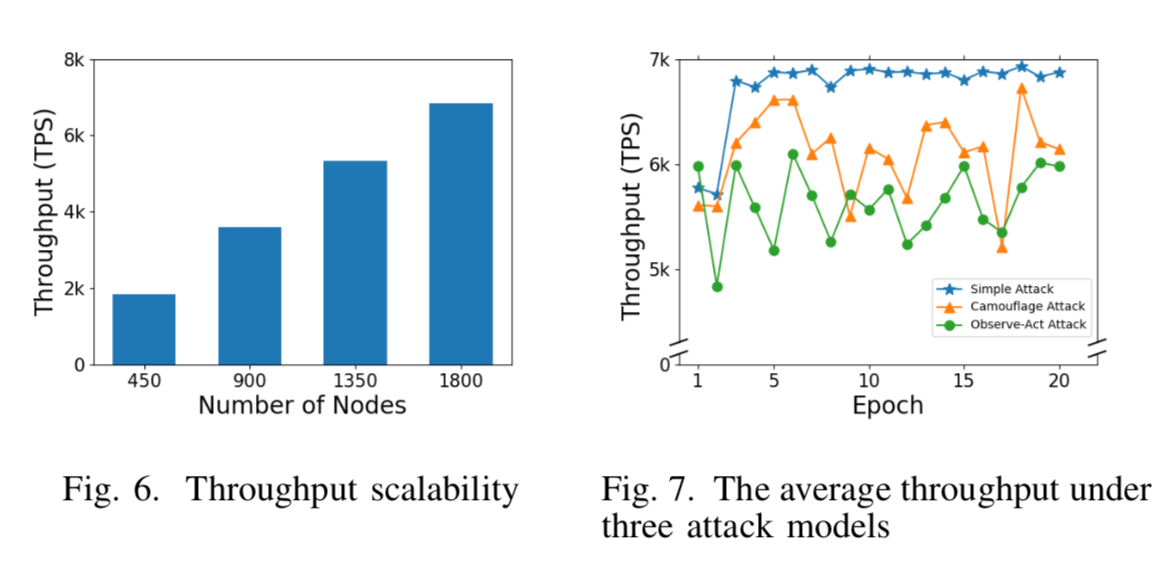 8k
6k
4k
2k
0
Throughput (TPS)
450 900 1350 1800
Number of Nodes
Fig. 6. Throughput scalability
7k
6k
5k
0
Throughput (TPS)
Simple Attack
Camouflage Attack
Observe-Act Attack
1 5 10 15 20
Epoch
Fig. 7. The average throughput under
three attack models